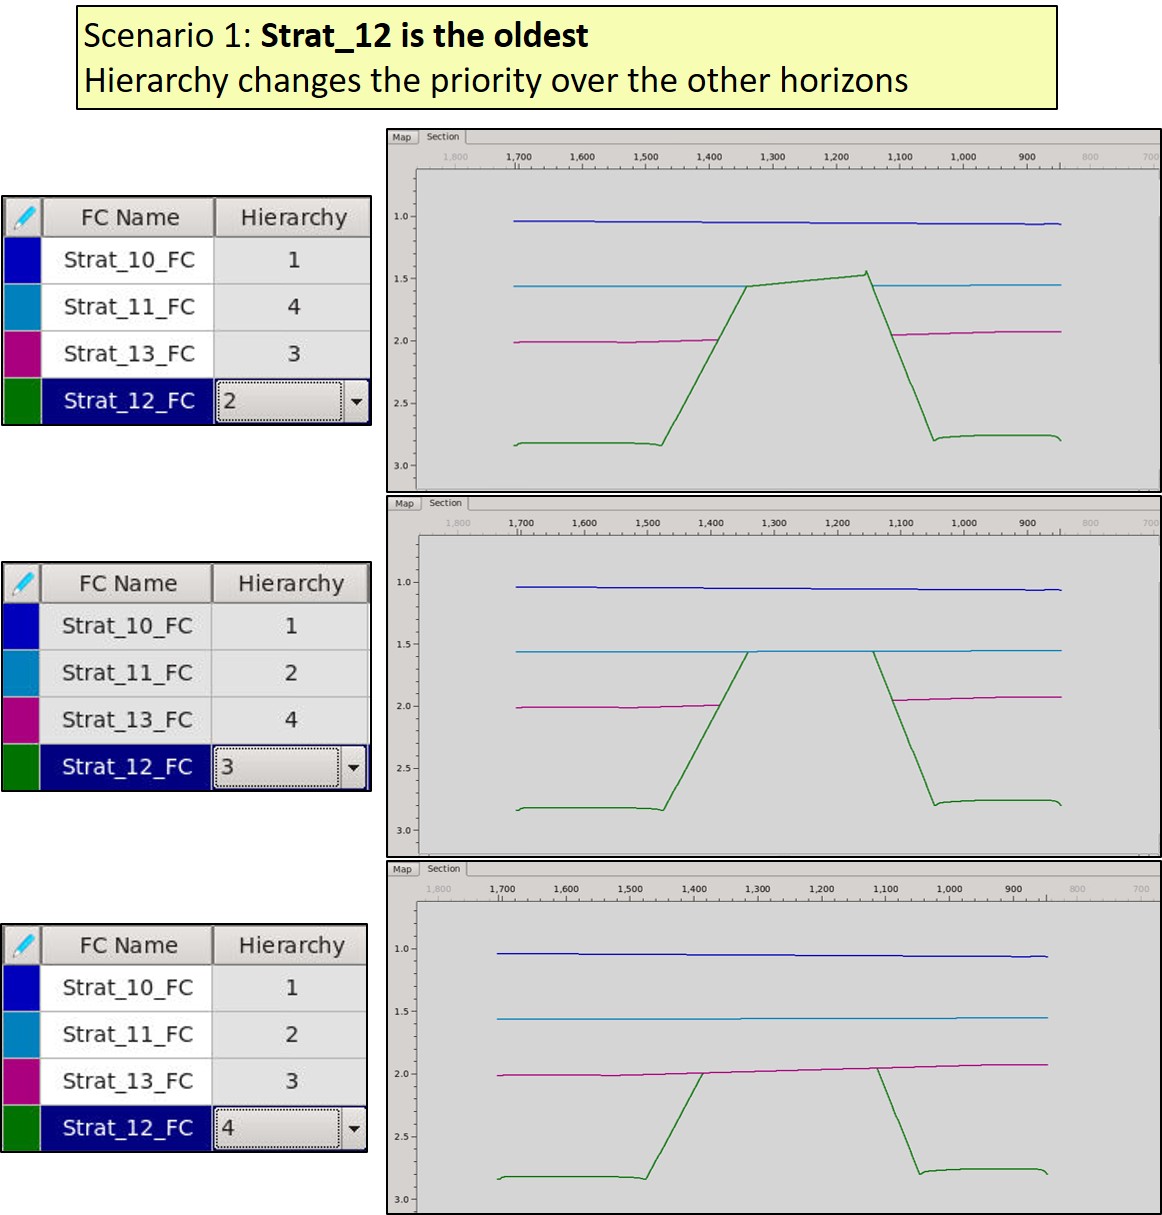 Scenario 1: Strat_12 is the oldest
Hierarchy changes the priority over the other horizons
Map Section
1,800 1,700 1,600 1,500 1,400 1,300 1,200 1,100 1,000 900 800 700
1.0
1.5
2.0
2.5
3.0
FC Name Hierarchy
Strat_10_FC 1
Strat_11_FC 4
Strat_13_FC 3
Strat_12_FC 2
Map Section
1,800 1,700 1,600 1,500 1,400 1,300 1,200 1,100 1,000 900 800 700
1.0
1.5
2.0
2.5
3.0
FC Name Hierarchy
Strat_10_FC 1
Strat_11_FC 2
Strat_13_FC 4
Strat_12_FC 3
Map Section
1,800 1,700 1,600 1,500 1,400 1,300 1,200 1,100 1,000 900 800 700
1.0
1.5
2.0
2.5
3.0
FC Name Hierarchy
Strat_10_FC 1
Strat_11_FC 2
Strat_13_FC 3
Strat_12_FC 4